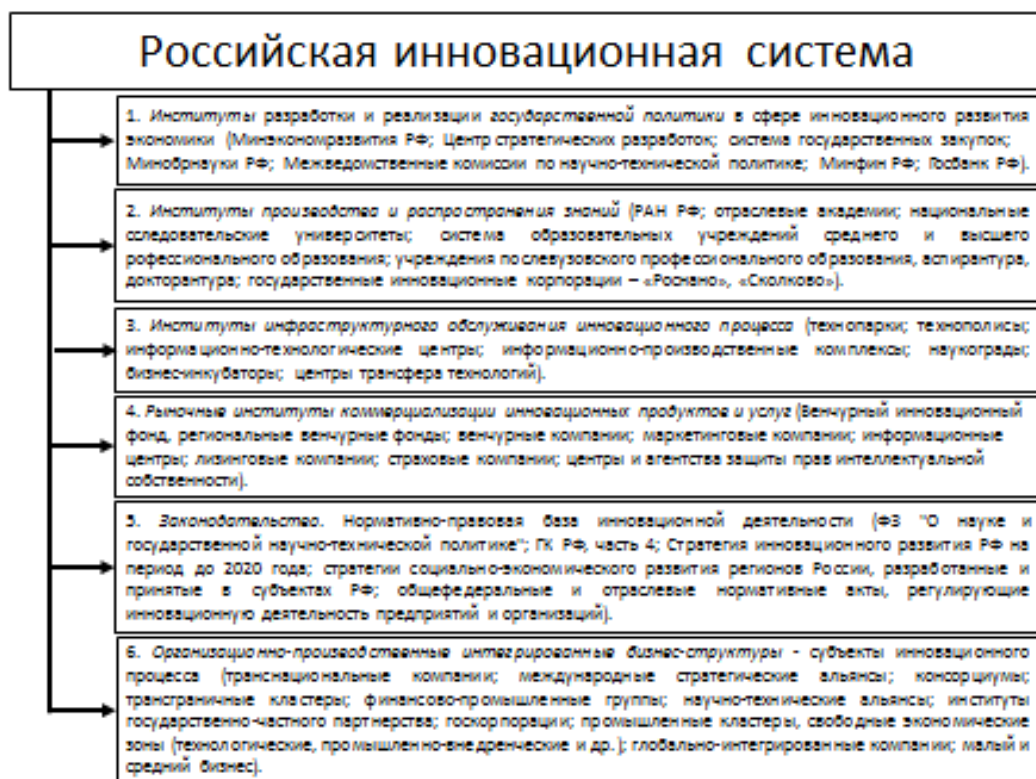 Российская инновационная система
1. Институты разработки и реализации государственной политики в сфере инновационного развития
экономики (Минэкономразвития РФ; Центр стратегических разработок; система государственных закупок;
Минобрнауки РФ; Межведомственные комиссии по научно-технической политике; Минфин РФ; Госбанк РФ).
2. Институты производства и распространения знаний (РАН РФ; отраслевые академии; национальные
сследовательские университеты; система образовательных учреждений среднего и высшего
рофессионального образования; учреждения послевузовского профессионального образования, аспирантура,
докторантура; государственные инновационные корпорации – «Роснано», «Сколково»).
3. Институты инфраструктурного обслуживания инновационного процесса (технопарки; технополисы;
информационно-технологические центры; информационно-производственные комплексы; наукограды;
бизнес-инкубаторы; центры трансфера технологий).
4. Рыночные институты коммерциализации инновационных продуктов и услуг (Венчурный инновационный
фонд, региональные венчурные фонды; венчурные компании; маркетинговые компании; информационные
центры; лизинговые компании; страховые компании; центры и агентства защиты прав интеллектуальной
собственности).
5. Законодательство. Нормативно-правовая база инновационной деятельности (ФЗ "О науке и
государственной научно-технической политике"; ГК РФ, часть 4; Стратегия инновационного развития РФ на
период до 2020 года; стратегии социально-экономического развития регионов России, разработанные и
принятые в субъектах РФ; общефедеральные и отраслевые нормативные акты, регулирующие
инновационную деятельность предприятий и организаций).
6. Организационно-производственные интегрированные бизнес-структуры - субъекты инновационного
процесса (транснациональные компании; международные стратегические альянсы; консорциумы;
трансграничные кластеры; финансово-промышленные группы; научно-технические альянсы; институты
государственно-частного партнерства; госкорпорации; промышленные кластеры, свободные экономические
зоны (технологические, промышленно-внедренческие и др.); глобально-интегрированные компании; малый и
средний бизнес).